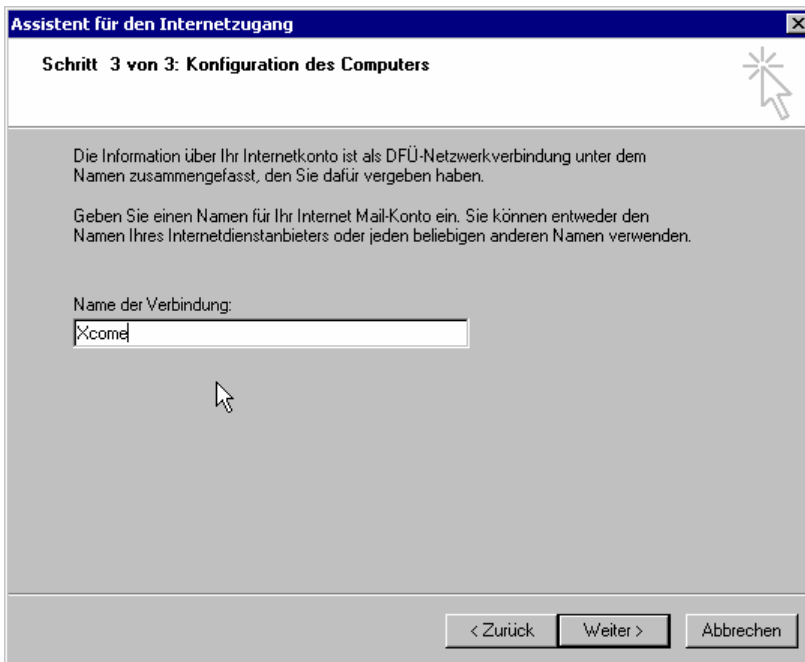 Assistent für den Internetzugang
Schritt 3 von 3: Konfiguration des Computers
Die Information über Ihr Internetkonto ist als DFÜ-Netzwerkverbindung unter dem
Namen zusammengefasst, den Sie dafür vergeben haben.
Geben Sie einen Namen für Ihr Internet Mail-Konto ein. Sie können entweder den
Namen Ihres Internetdienstanbieters oder jeden beliebigen anderen Namen verwenden.
Name der Verbindung:
Xcome
< Zurück Weiter > Abbrechen